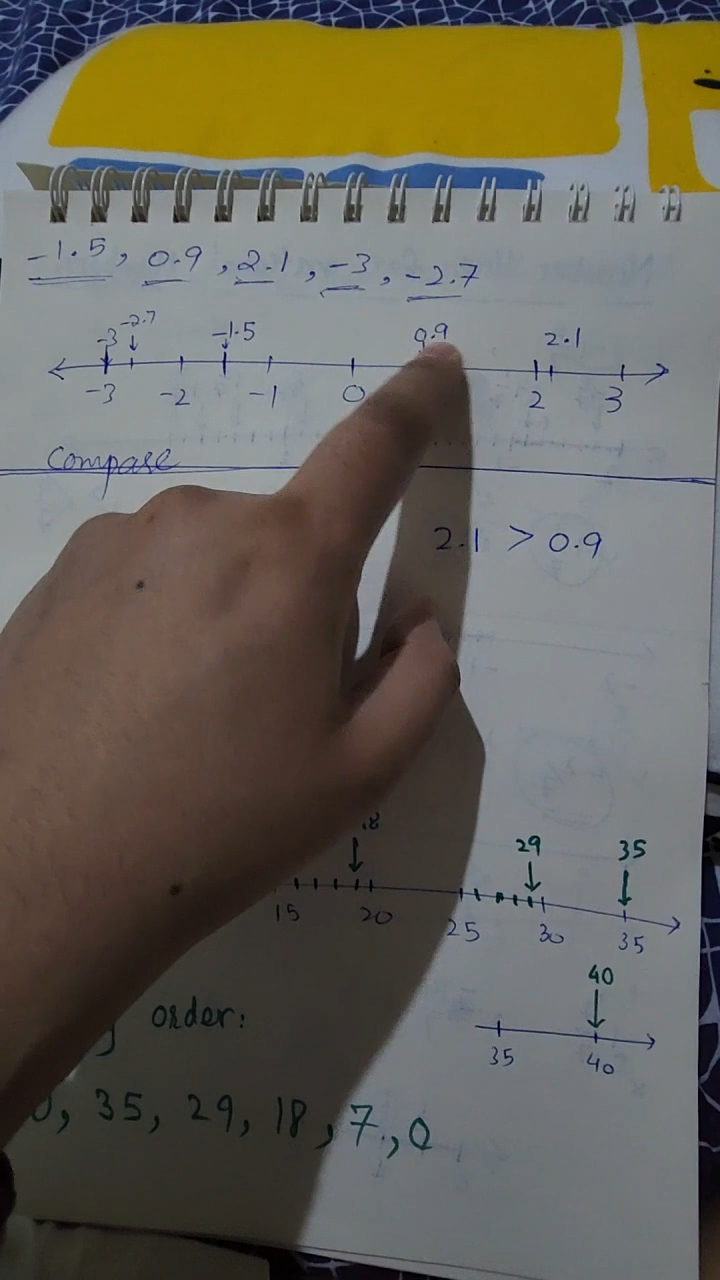 -1.5, 0.9, 2.1, -3, -2.7
-3 -2.7 -1.5 0.9 2.1
-3 -2 -1 0 2 3
Compare
2.1 > 0.9
29 35
15 20 25 30 35
40
order:
35 40
35, 29, 18, 7, 0